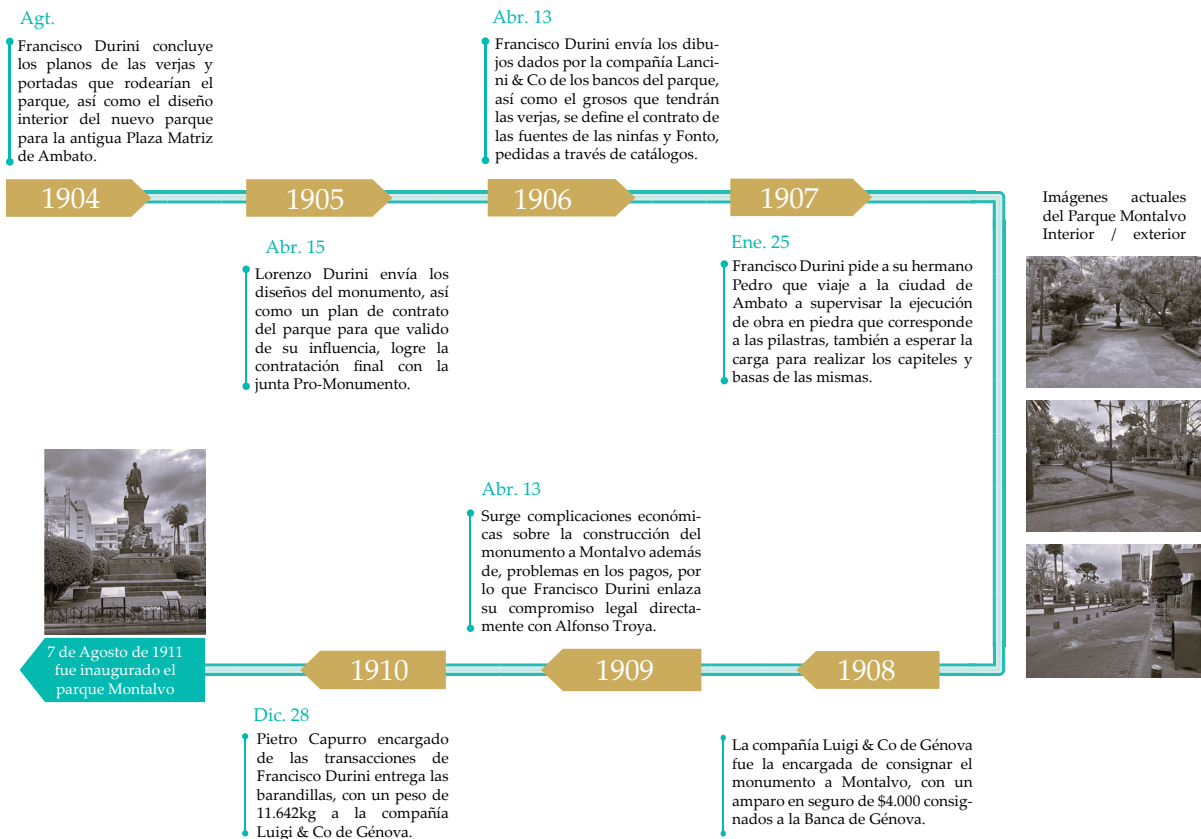 Agt.
Francisco Durini concluye
los planos de las verjas y
portadas que rodearían el
parque, así como el diseño
interior del nuevo parque
para la antigua Plaza Matriz
de Ambato.
Abr. 13
Francisco Durini envía los dibu-
jos dados por la compañía Lanci-
ni & Co de los bancos del parque,
así como el grosos que tendrán
las verjas, se define el contrato de
las fuentes de las ninfas y Fonto,
pedidas a través de catálogos.
1904
1905
1906
1907
Abr. 15
Lorenzo Durini envía los
diseños del monumento, así
como un plan de contrato
del parque para que valido
de su influencia, logre la
contratación final con la
junta Pro-Monumento.
Ene. 25
Francisco Durini pide a su hermano
Pedro que viaje a la ciudad de
Ambato a supervisar la ejecución
de obra en piedra que corresponde
a las pilastras, también a esperar la
carga para realizar los capiteles y
basas de las mismas.
Imágenes actuales
del Parque Montalvo
Interior / exterior
Abr. 13
Surge complicaciones económi-
cas sobre la construcción del
monumento a Montalvo además
de, problemas en los pagos, por
lo que Francisco Durini enlaza
su compromiso legal directa-
mente con Alfonso Troya.
1908
1909
1910
7 de Agosto de 1911
fue inaugurado el
parque Montalvo
La compañía Luigi & Co de Génova
fue la encargada de consignar el
monumento a Montalvo, con un
amparo en seguro de $4.000 consig-
nados a la Banca de Génova.
Dic. 28
Pietro Capurro encargado
de las transacciones de
Francisco Durini entrega las
barandillas, con un peso de
11.642kg a la compañía
Luigi & Co de Génova.